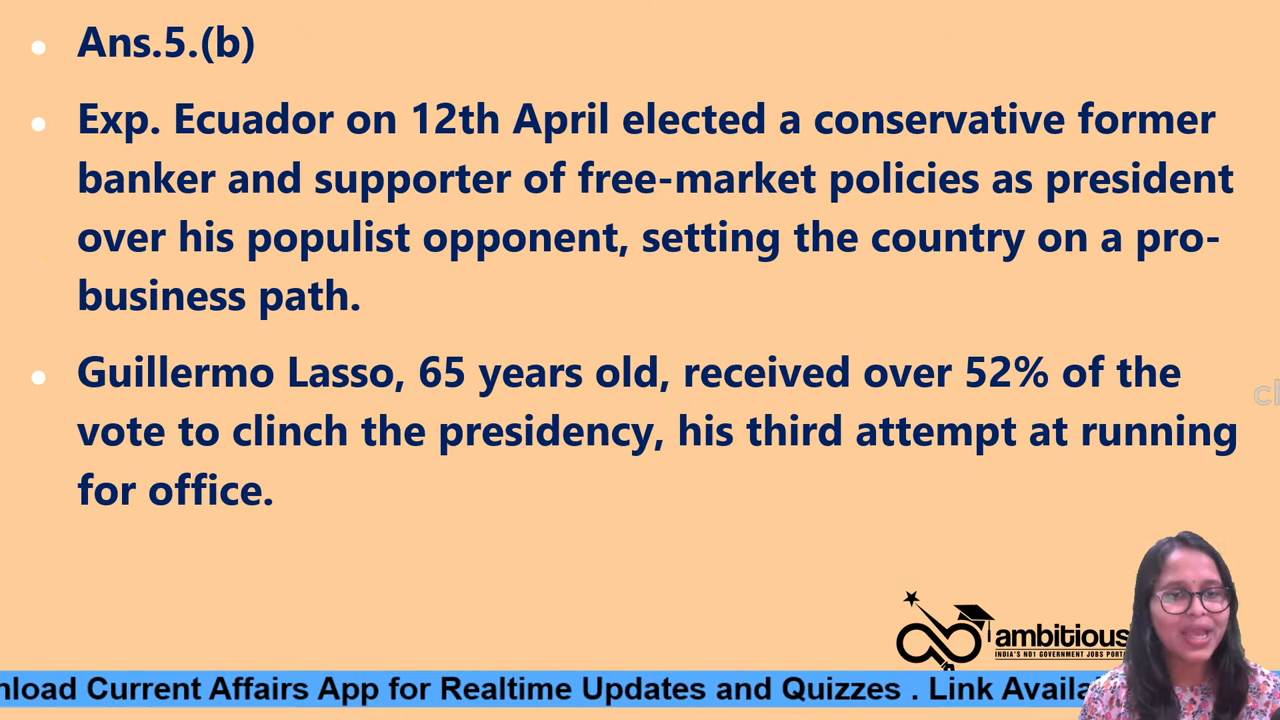 Ans.5.(b)
Exp. Ecuador on 12th April elected a conservative former
banker and supporter of free-market policies as president
over his populist opponent, setting the country on a pro-
business path.
Guillermo Lasso, 65 years old, received over 52% of the
vote to clinch the presidency, his third attempt at running
for office.
ambitious
INDIA'S NO1 GOVERNMENT JOBS
Current Affairs App for Realtime Updates and Quizzes . Link